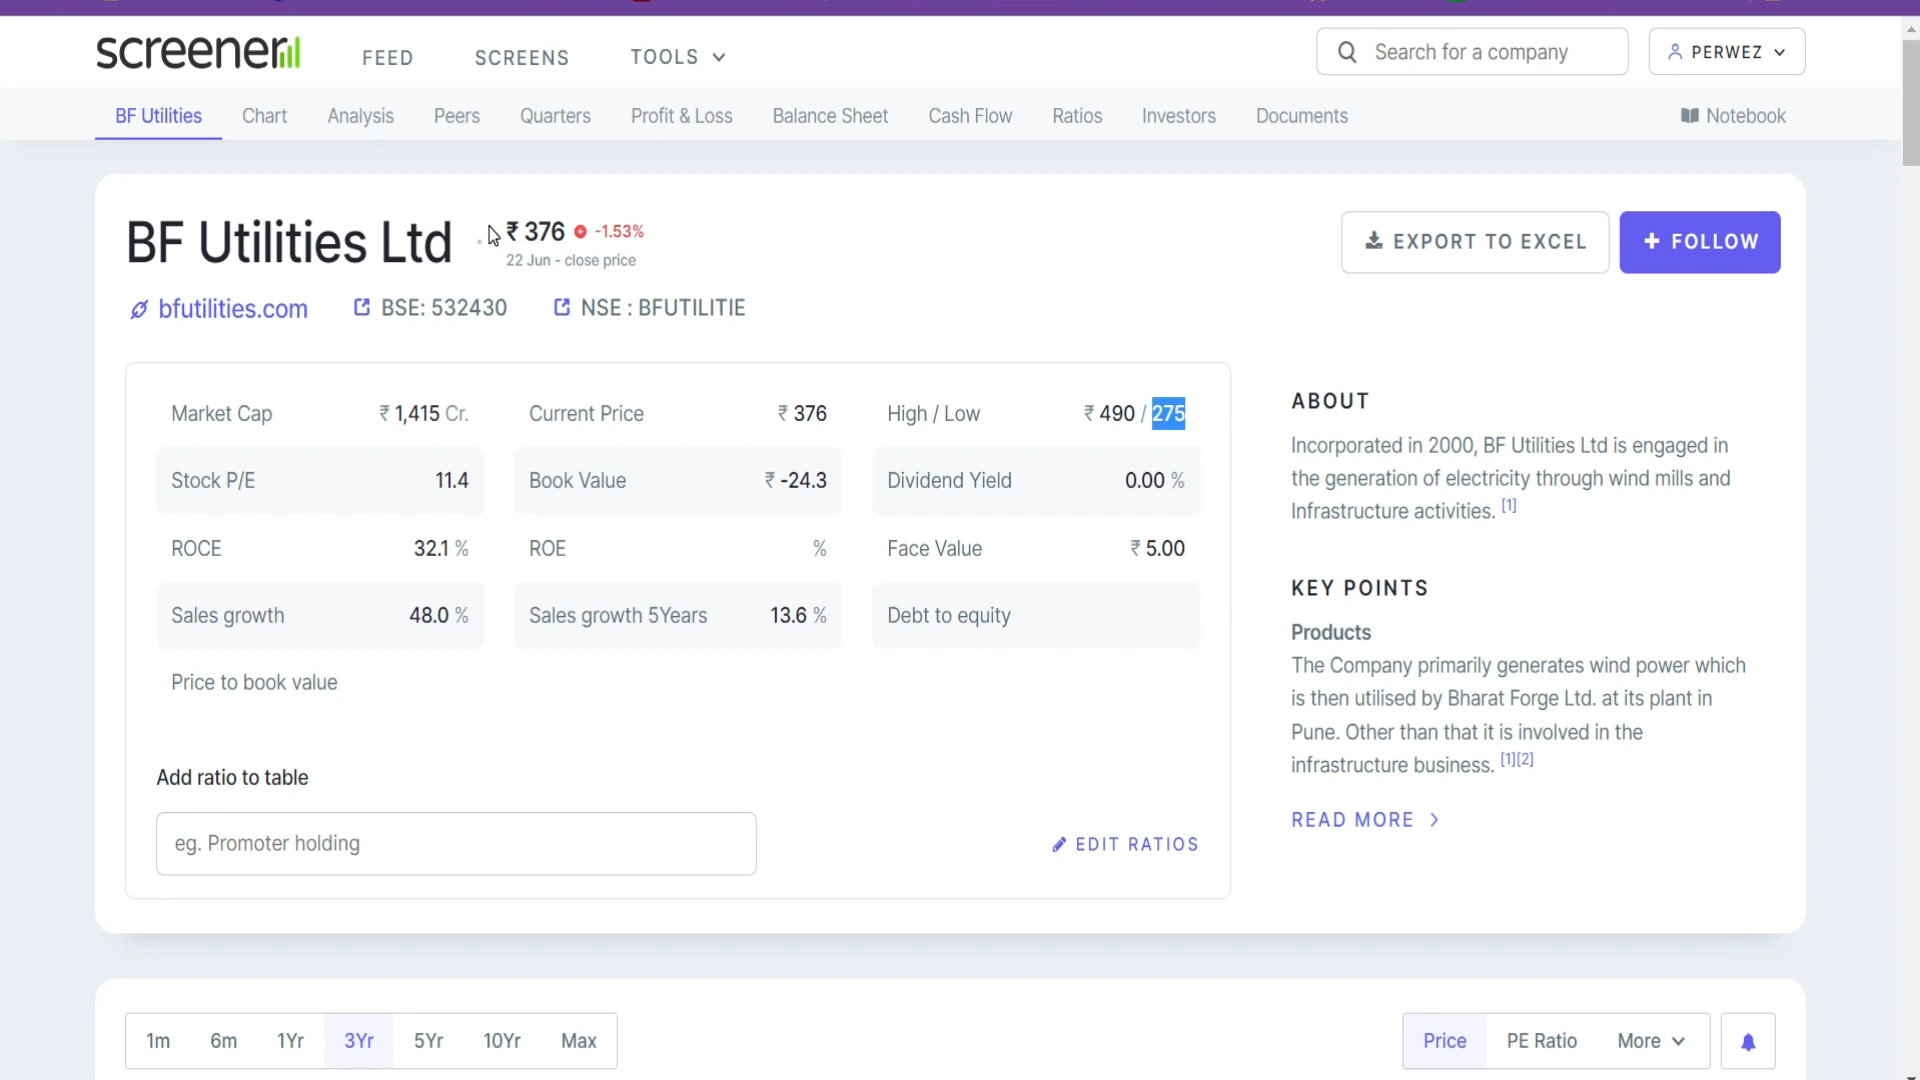 screener
FEED
SCREENS
TOOLS
Search for a company
PERWEZ
BF Utilities
Chart
Analysis
Peers
Quarters
Profit & Loss
Balance Sheet
Cash Flow
Ratios
Investors
Documents
Notebook
BF Utilities Ltd
₹ 376 -1.53%
22 Jun - close price
EXPORT TO EXCEL
+ FOLLOW
bfutilities.com
BSE: 532430
NSE : BFUTILITIE
Market Cap ₹ 1,415 Cr.
Current Price ₹ 376
High / Low ₹ 490 / 275
Stock P/E 11.4
Book Value ₹ -24.3
Dividend Yield 0.00 %
ROCE 32.1 %
ROE %
Face Value ₹ 5.00
Sales growth 48.0 %
Sales growth 5Years 13.6 %
Debt to equity
Price to book value
Add ratio to table
eg. Promoter holding
EDIT RATIOS
ABOUT
Incorporated in 2000, BF Utilities Ltd is engaged in
the generation of electricity through wind mills and
Infrastructure activities. [1]
KEY POINTS
Products
The Company primarily generates wind power which
is then utilised by Bharat Forge Ltd. at its plant in
Pune. Other than that it is involved in the
infrastructure business. [1][2]
READ MORE
1m
6m
1Yr
3Yr
5Yr
10Yr
Max
Price
PE Ratio
More